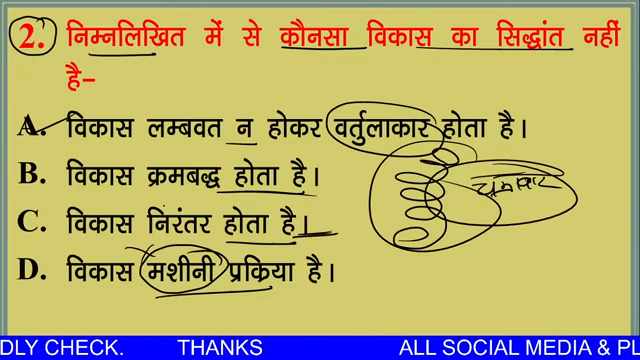 2. निम्नलिखित में से कौनसा विकास का सिद्धांत नहीं
है-
A. विकास लम्बवत न होकर वर्तुलाकार होता है।
B. विकास क्रमबद्ध होता है।
C. विकास निरंतर होता है।
D. विकास मशीनी प्रक्रिया है।
DLY CHECK. THANKS ALL SOCIAL MEDIA & PL